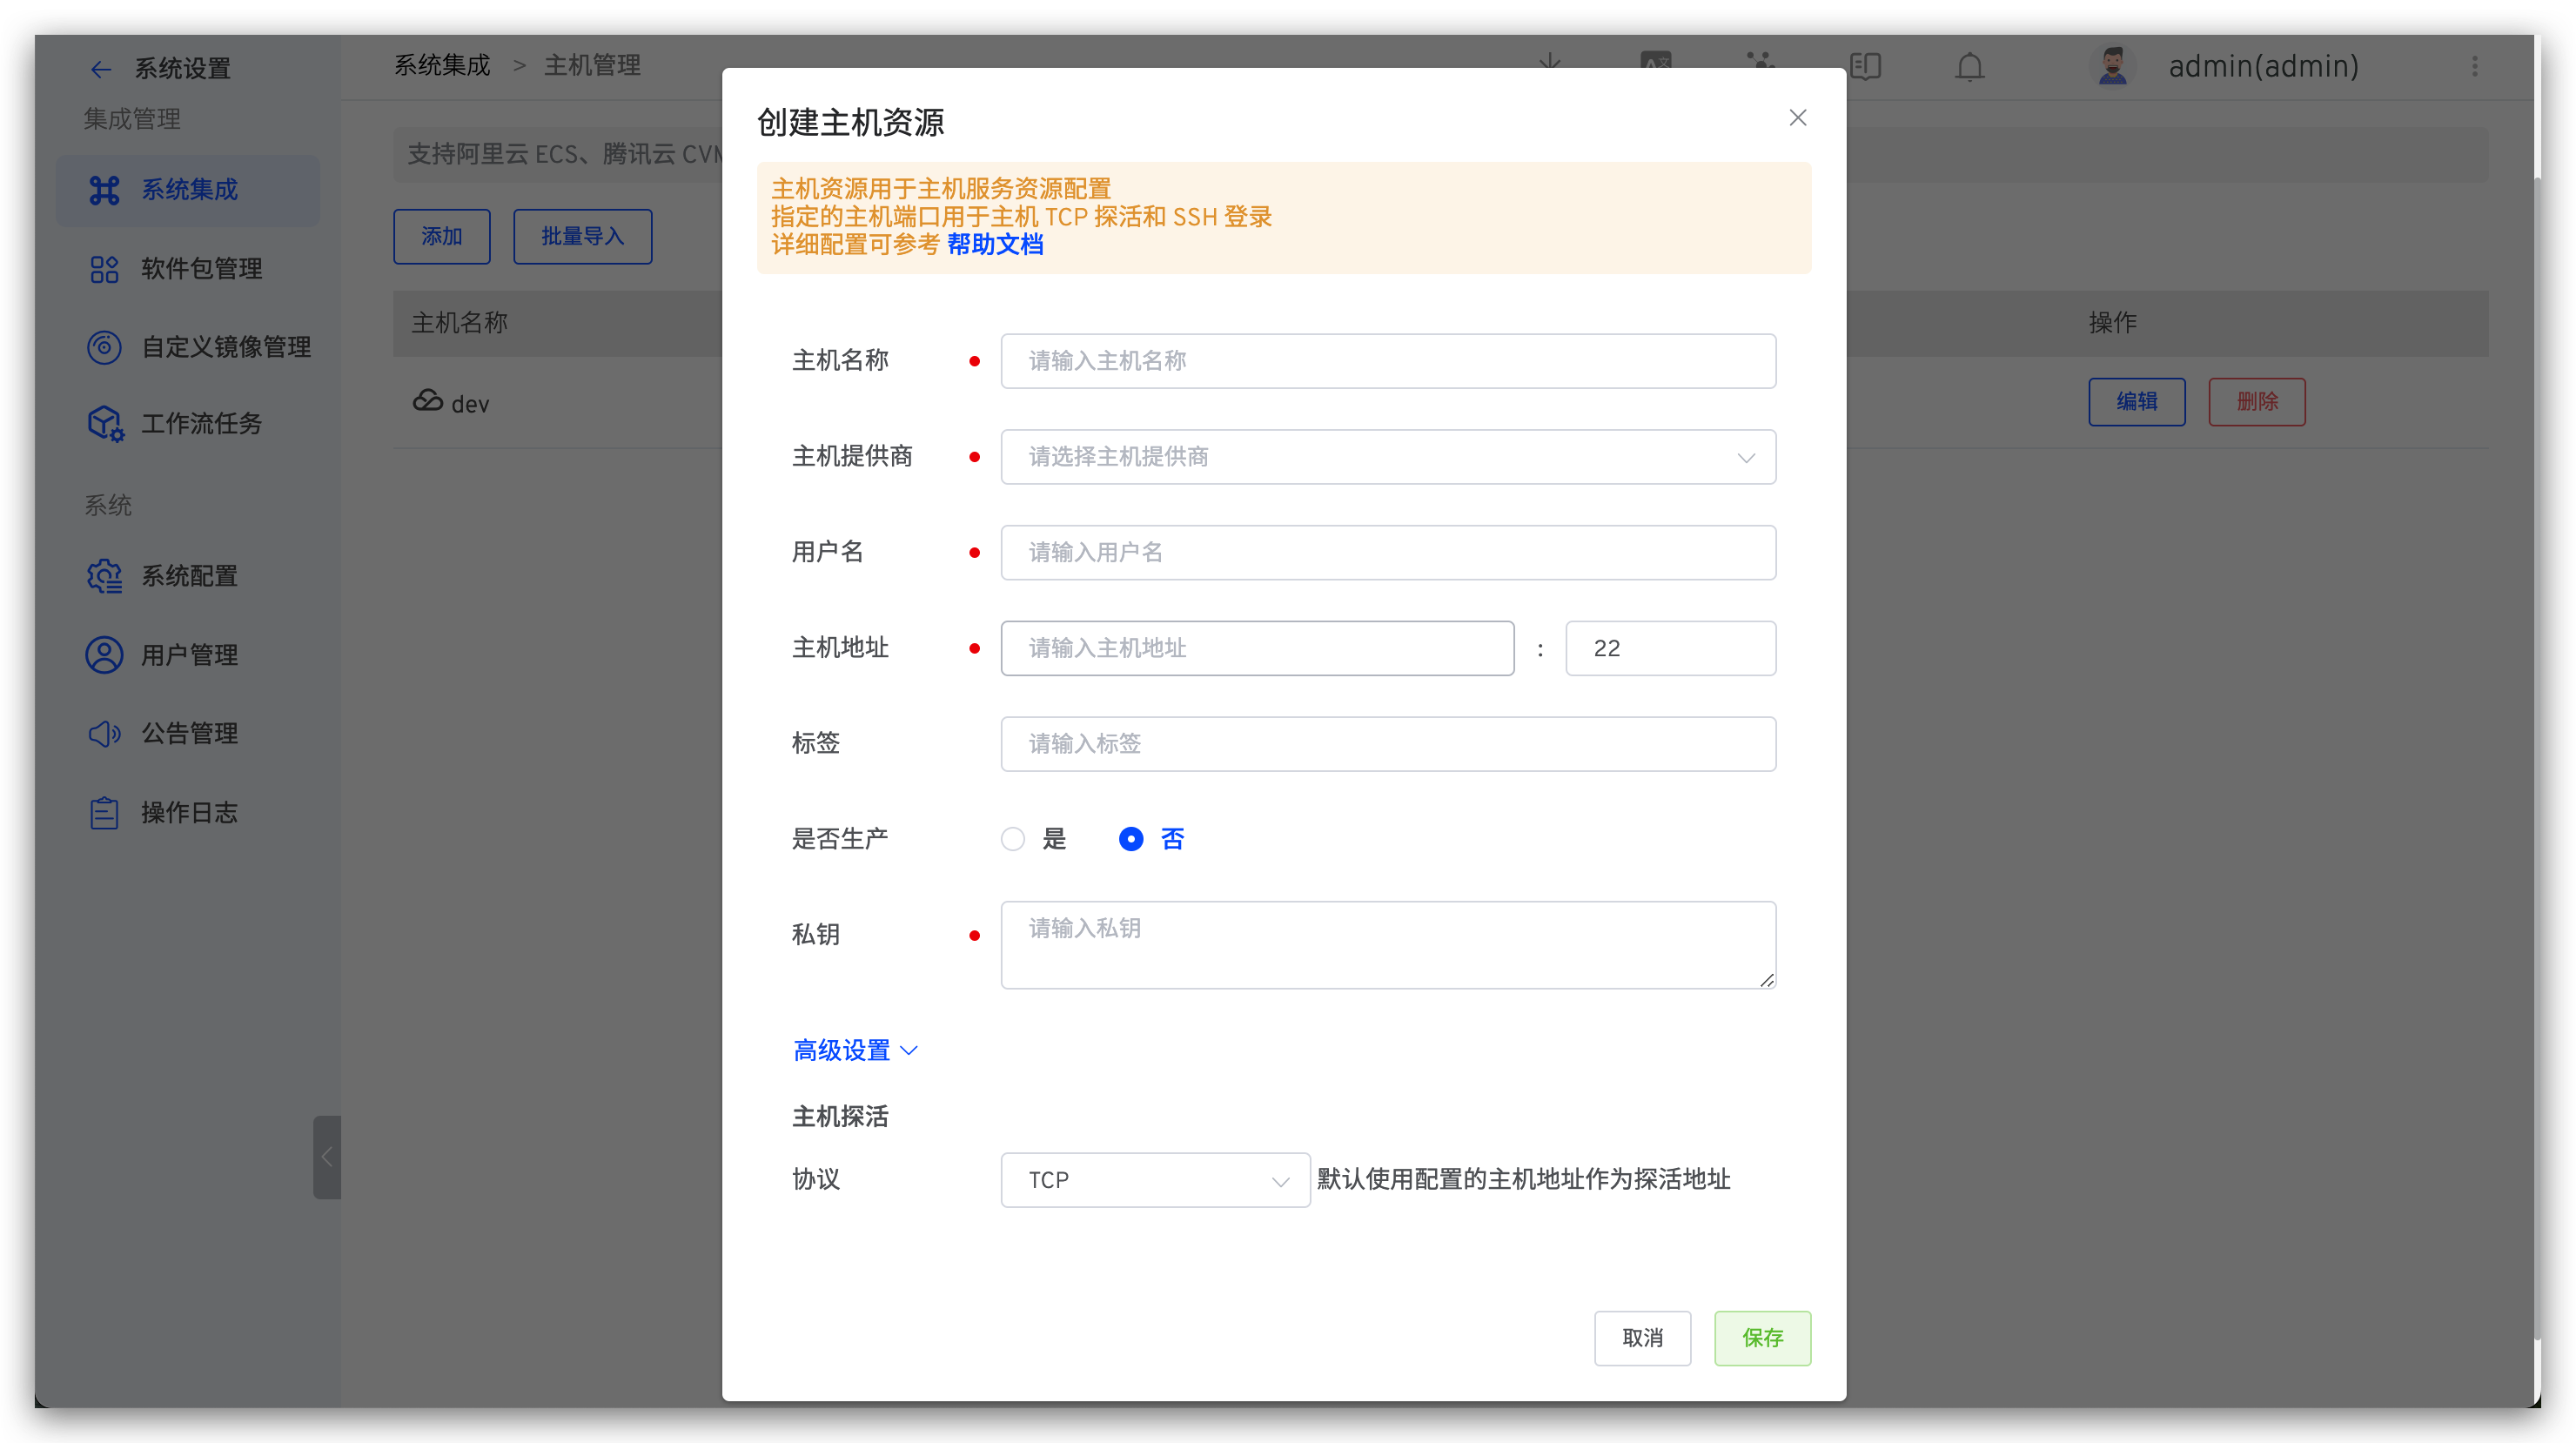 系统设置
集成管理
系统集成
软件包管理
自定义镜像管理
工作流任务
系统
系统配置
用户管理
公告管理
操作日志
系统集成 > 主机管理
admin(admin)
支持阿里云 ECS、腾讯云 CVM
添加
批量导入
主机名称
操作
dev
编辑
删除
创建主机资源
主机资源用于主机服务资源配置
指定的主机端口用于主机 TCP 探活和 SSH 登录
详细配置可参考 帮助文档
主机名称
请输入主机名称
主机提供商
请选择主机提供商
用户名
请输入用户名
主机地址
请输入主机地址 : 22
标签
请输入标签
是否生产
是
否
私钥
请输入私钥
高级设置
主机探活
协议
TCP
默认使用配置的主机地址作为探活地址
取消
保存